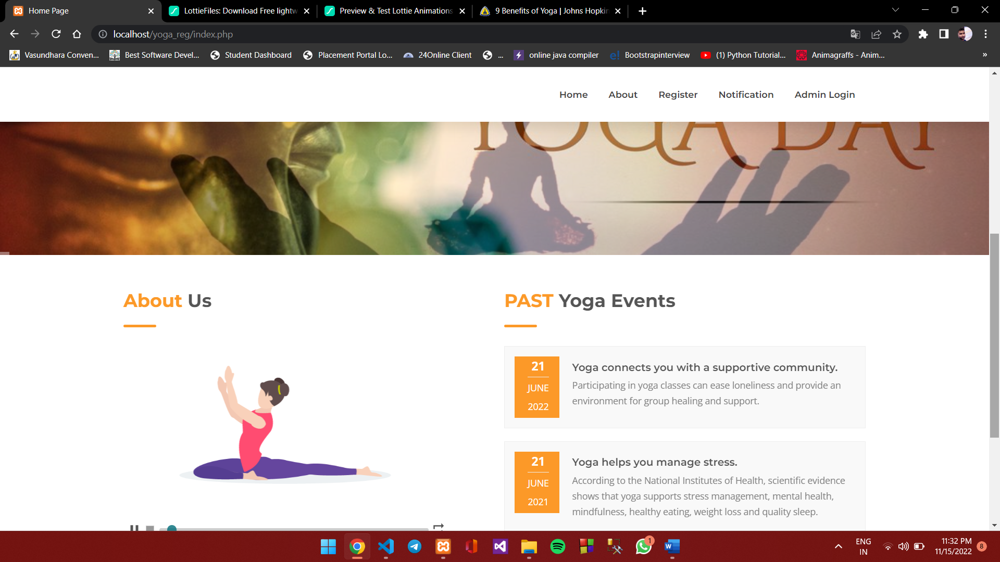 Home Page
LottieFiles: Download Free lightw
Preview & Test Lottie Animations
9 Benefits of Yoga | Johns Hopkin
localhost/yoga_reg/index.php
Vasundhara Conven...
Best Software Devel...
Student Dashboard
Placement Portal Lo...
24Online Client
...
online java compiler
Bootstrapinterview
(1) Python Tutorial...
Animagraffs - Anim...
»
Home
About
Register
Notification
Admin Login
YOGA DAY
About Us
PAST Yoga Events
21
JUNE
2022
Yoga connects you with a supportive community.
Participating in yoga classes can ease loneliness and provide an
environment for group healing and support.
21
JUNE
2021
Yoga helps you manage stress.
According to the National Institutes of Health, scientific evidence
shows that yoga supports stress management, mental health,
mindfulness, healthy eating, weight loss and quality sleep.
1
ENG
IN
11:32 PM
11/15/2022
8